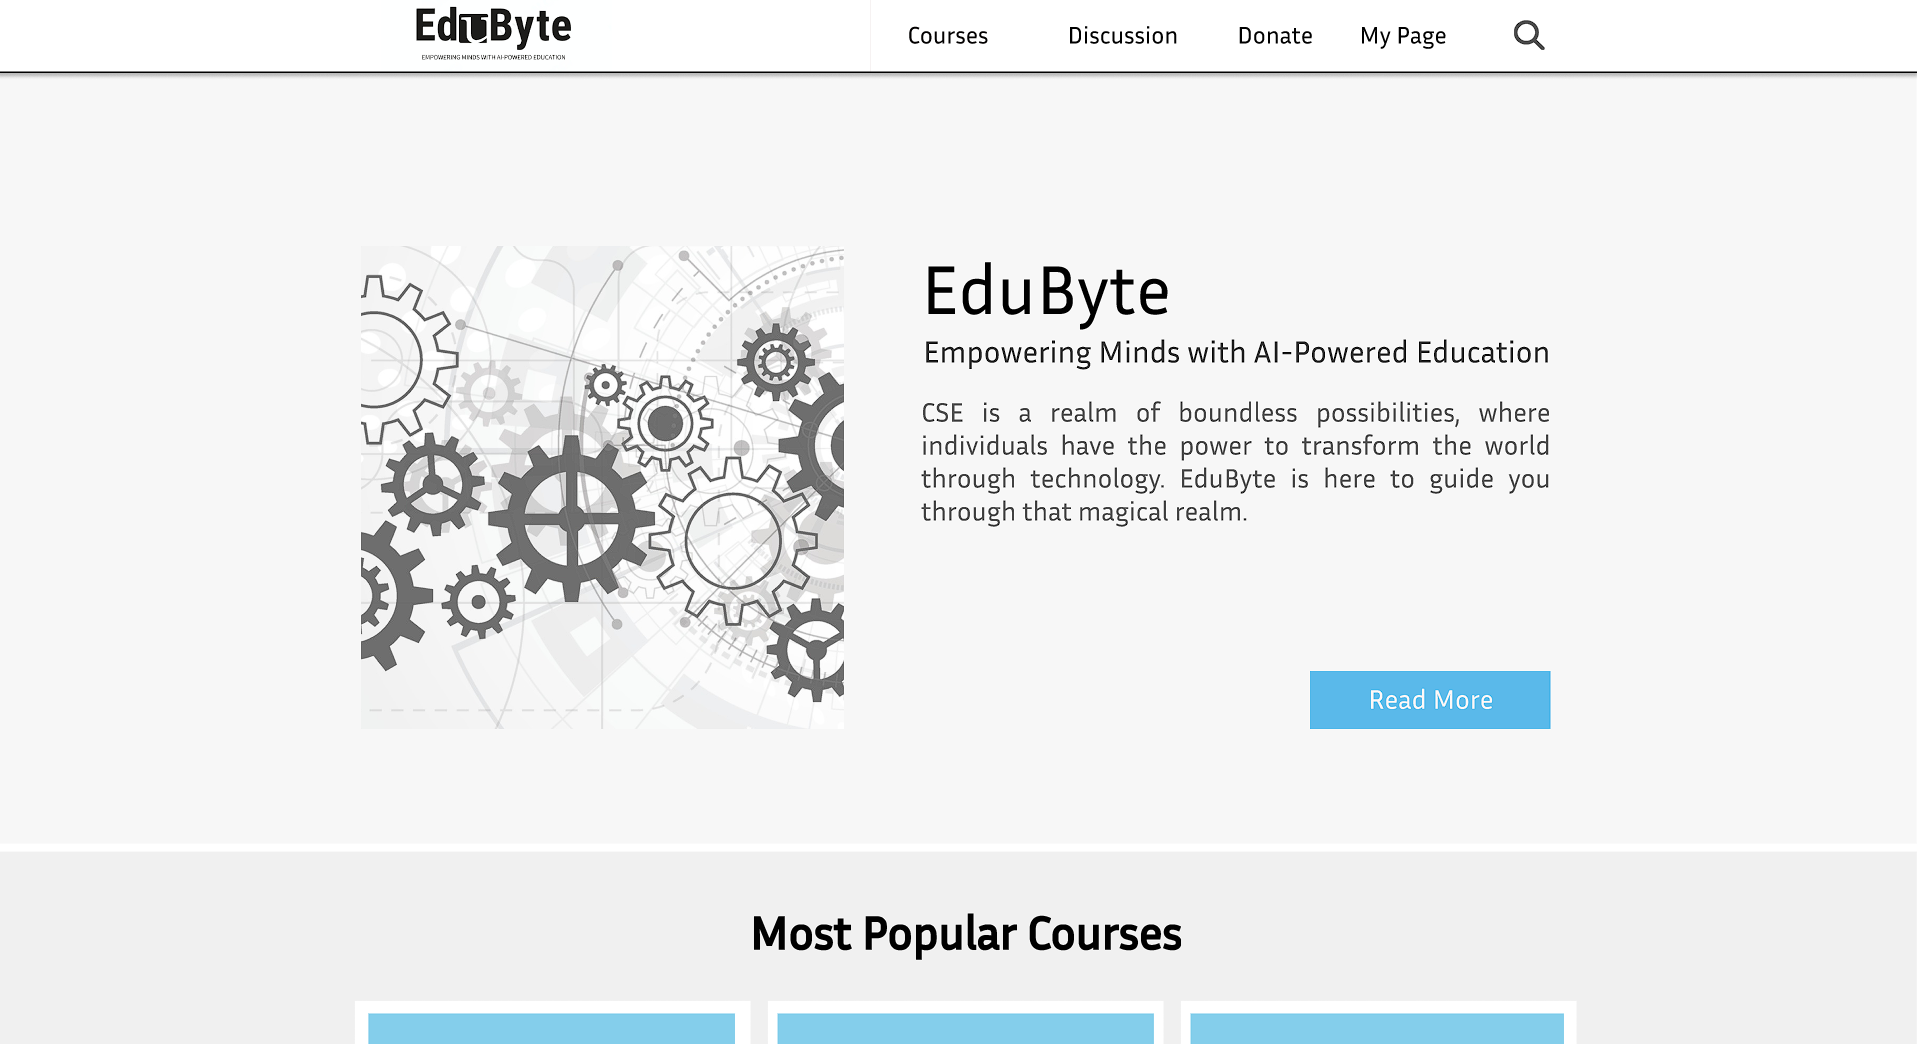 EduByte
EMPOWERING MINDS WITH AI-POWERED EDUCATION
Courses
Discussion
Donate
My Page
EduByte
Empowering Minds with AI-Powered Education
CSE is a realm of boundless possibilities, where
individuals have the power to transform the world
through technology. EduByte is here to guide you
through that magical realm.
Read More
Most Popular Courses